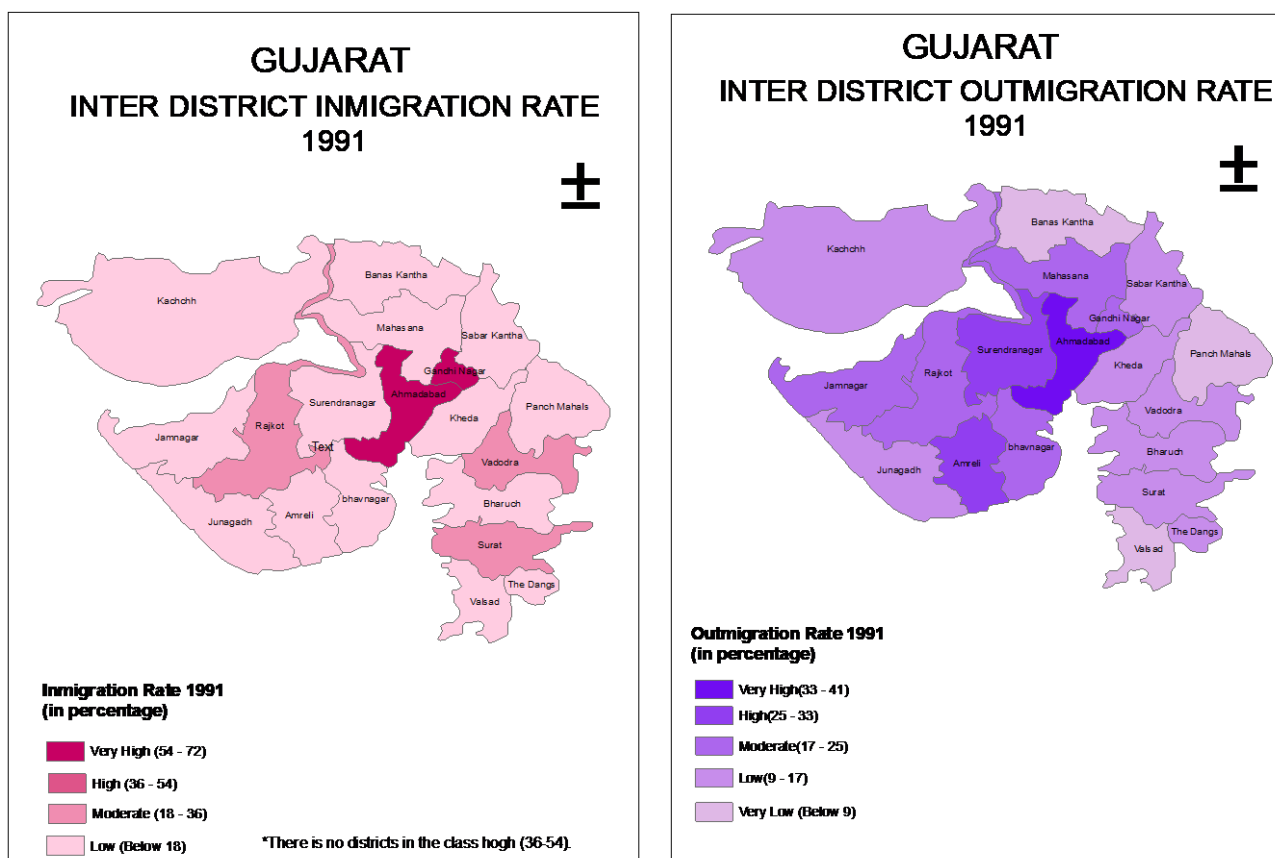 GUJARAT
INTER DISTRICT INMIGRATION RATE
1991
±
Kachchh
Banas Kantha
Mahasana
Sabar Kantha
Gandhi Nagar
Ahmadabad
Surendranagar
Panch Mahals
Kheda
Rajkot
Jamnagar
Text
Vadodra
bhavnagar
Bharuch
Amreli
Junagadh
Surat
The Dangs
Valsad
Inmigration Rate 1991
(in percentage)
Very High (54 - 72)
High (36 - 54)
Moderate (18 - 36)
Low (Below 18)
*There is no districts in the class hogh (36-54).
GUJARAT
INTER DISTRICT OUTMIGRATION RATE
1991
±
Banas Kantha
Kachchh
Mahasana
Sabar Kantha
Gandhi Nagar
Ahmadabad
Surendranagar
Panch Mahals
Kheda
Rajkot
Jamnagar
Vadodra
bhavnagar
Bharuch
Amreli
Junagadh
Surat
The Dangs
Valsad
Outmigration Rate 1991
(in percentage)
Very High(33 - 41)
High(25 - 33)
Moderate(17 - 25)
Low(9 - 17)
Very Low (Below 9)